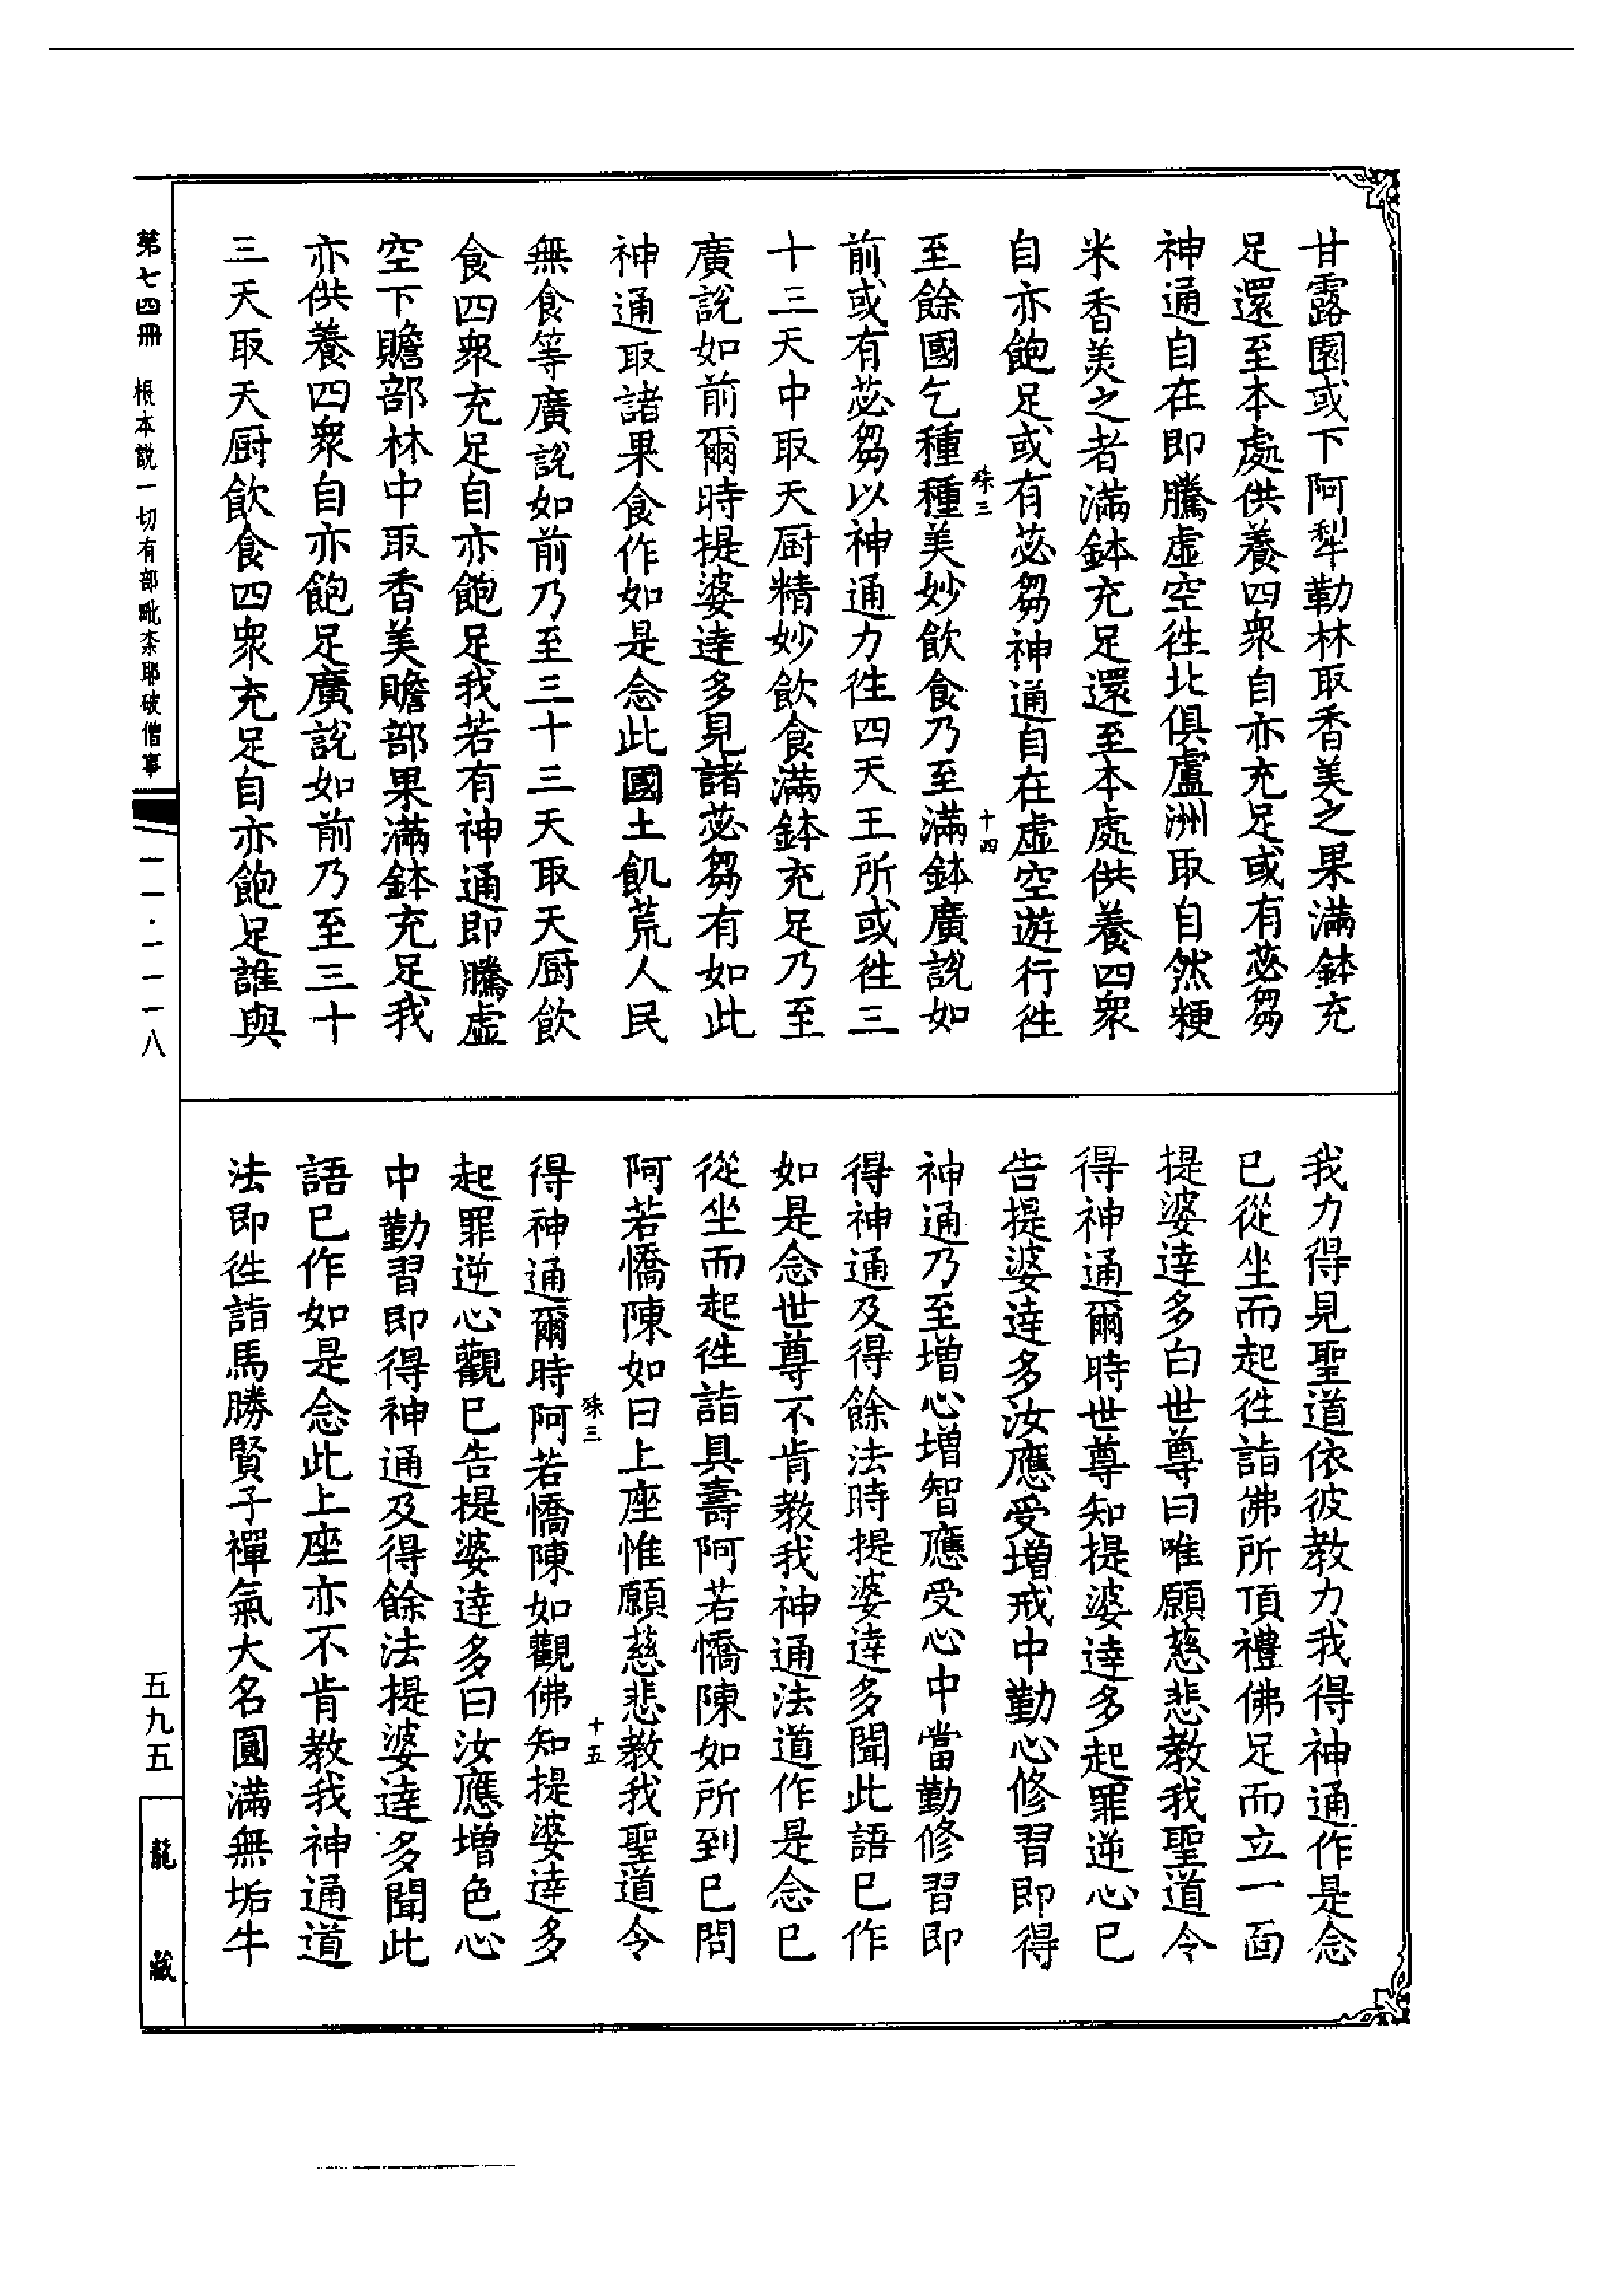 甘露園或下阿犁勒林取香美之果滿鉢充
足還至本處供養四衆自亦充足或有苾芻
神通自在即騰虛空徃北俱盧洲取自然粳
米香美之者滿鉢充足還至本處供養四衆
自亦飽足或有苾芻神通自在虛空遊行徃
殊三 十四
至餘國乞種種美妙飲食乃至滿鉢廣說如
前或有苾芻以神通力徃四天王所或徃三
十三天中取天厨精妙飲食滿鉢充足乃至
廣說如前爾時提婆達多見諸苾芻有如此
神通取諸果食作如是念此國土飢荒人民
無食等廣說如前乃至三十三天取天厨飲
食四衆充足自亦飽足我若有神通即騰虛
空下贍部林中取香美贍部果滿鉢充足我
亦供養四衆自亦飽足廣說如前乃至三十
三天取天厨飲食四衆充足自亦飽足誰與
我力得見聖道依彼教力我得神通作是念
已從坐而起徃詣佛所頂禮佛足而立一面
提婆達多白世尊曰唯願慈悲教我聖道令
得神通爾時世尊知提婆達多起罪逆心已
告提婆達多汝應受增戒中勤心修習即得
神通乃至增心增智應受心中當勤修習即
得神通及得餘法時提婆達多聞此語已作
如是念世尊不肯教我神通法道作是念已
從坐而起徃詣具壽阿若憍陳如所到已問
阿若憍陳如曰上座惟願慈悲教我聖道令
殊三 十五
得神通爾時阿若憍陳如觀佛知提婆達多
起罪逆心觀已告提婆達多曰汝應增色心
中勤習即得神通及得餘法提婆達多聞此
語已作如是念此上座亦不肯教我神通道
法即徃詣馬勝賢子禪氣大名圓滿無垢牛
第七四冊 根本說一切有部毗柰耶破僧事
一一·一一一八
五九五
龍藏